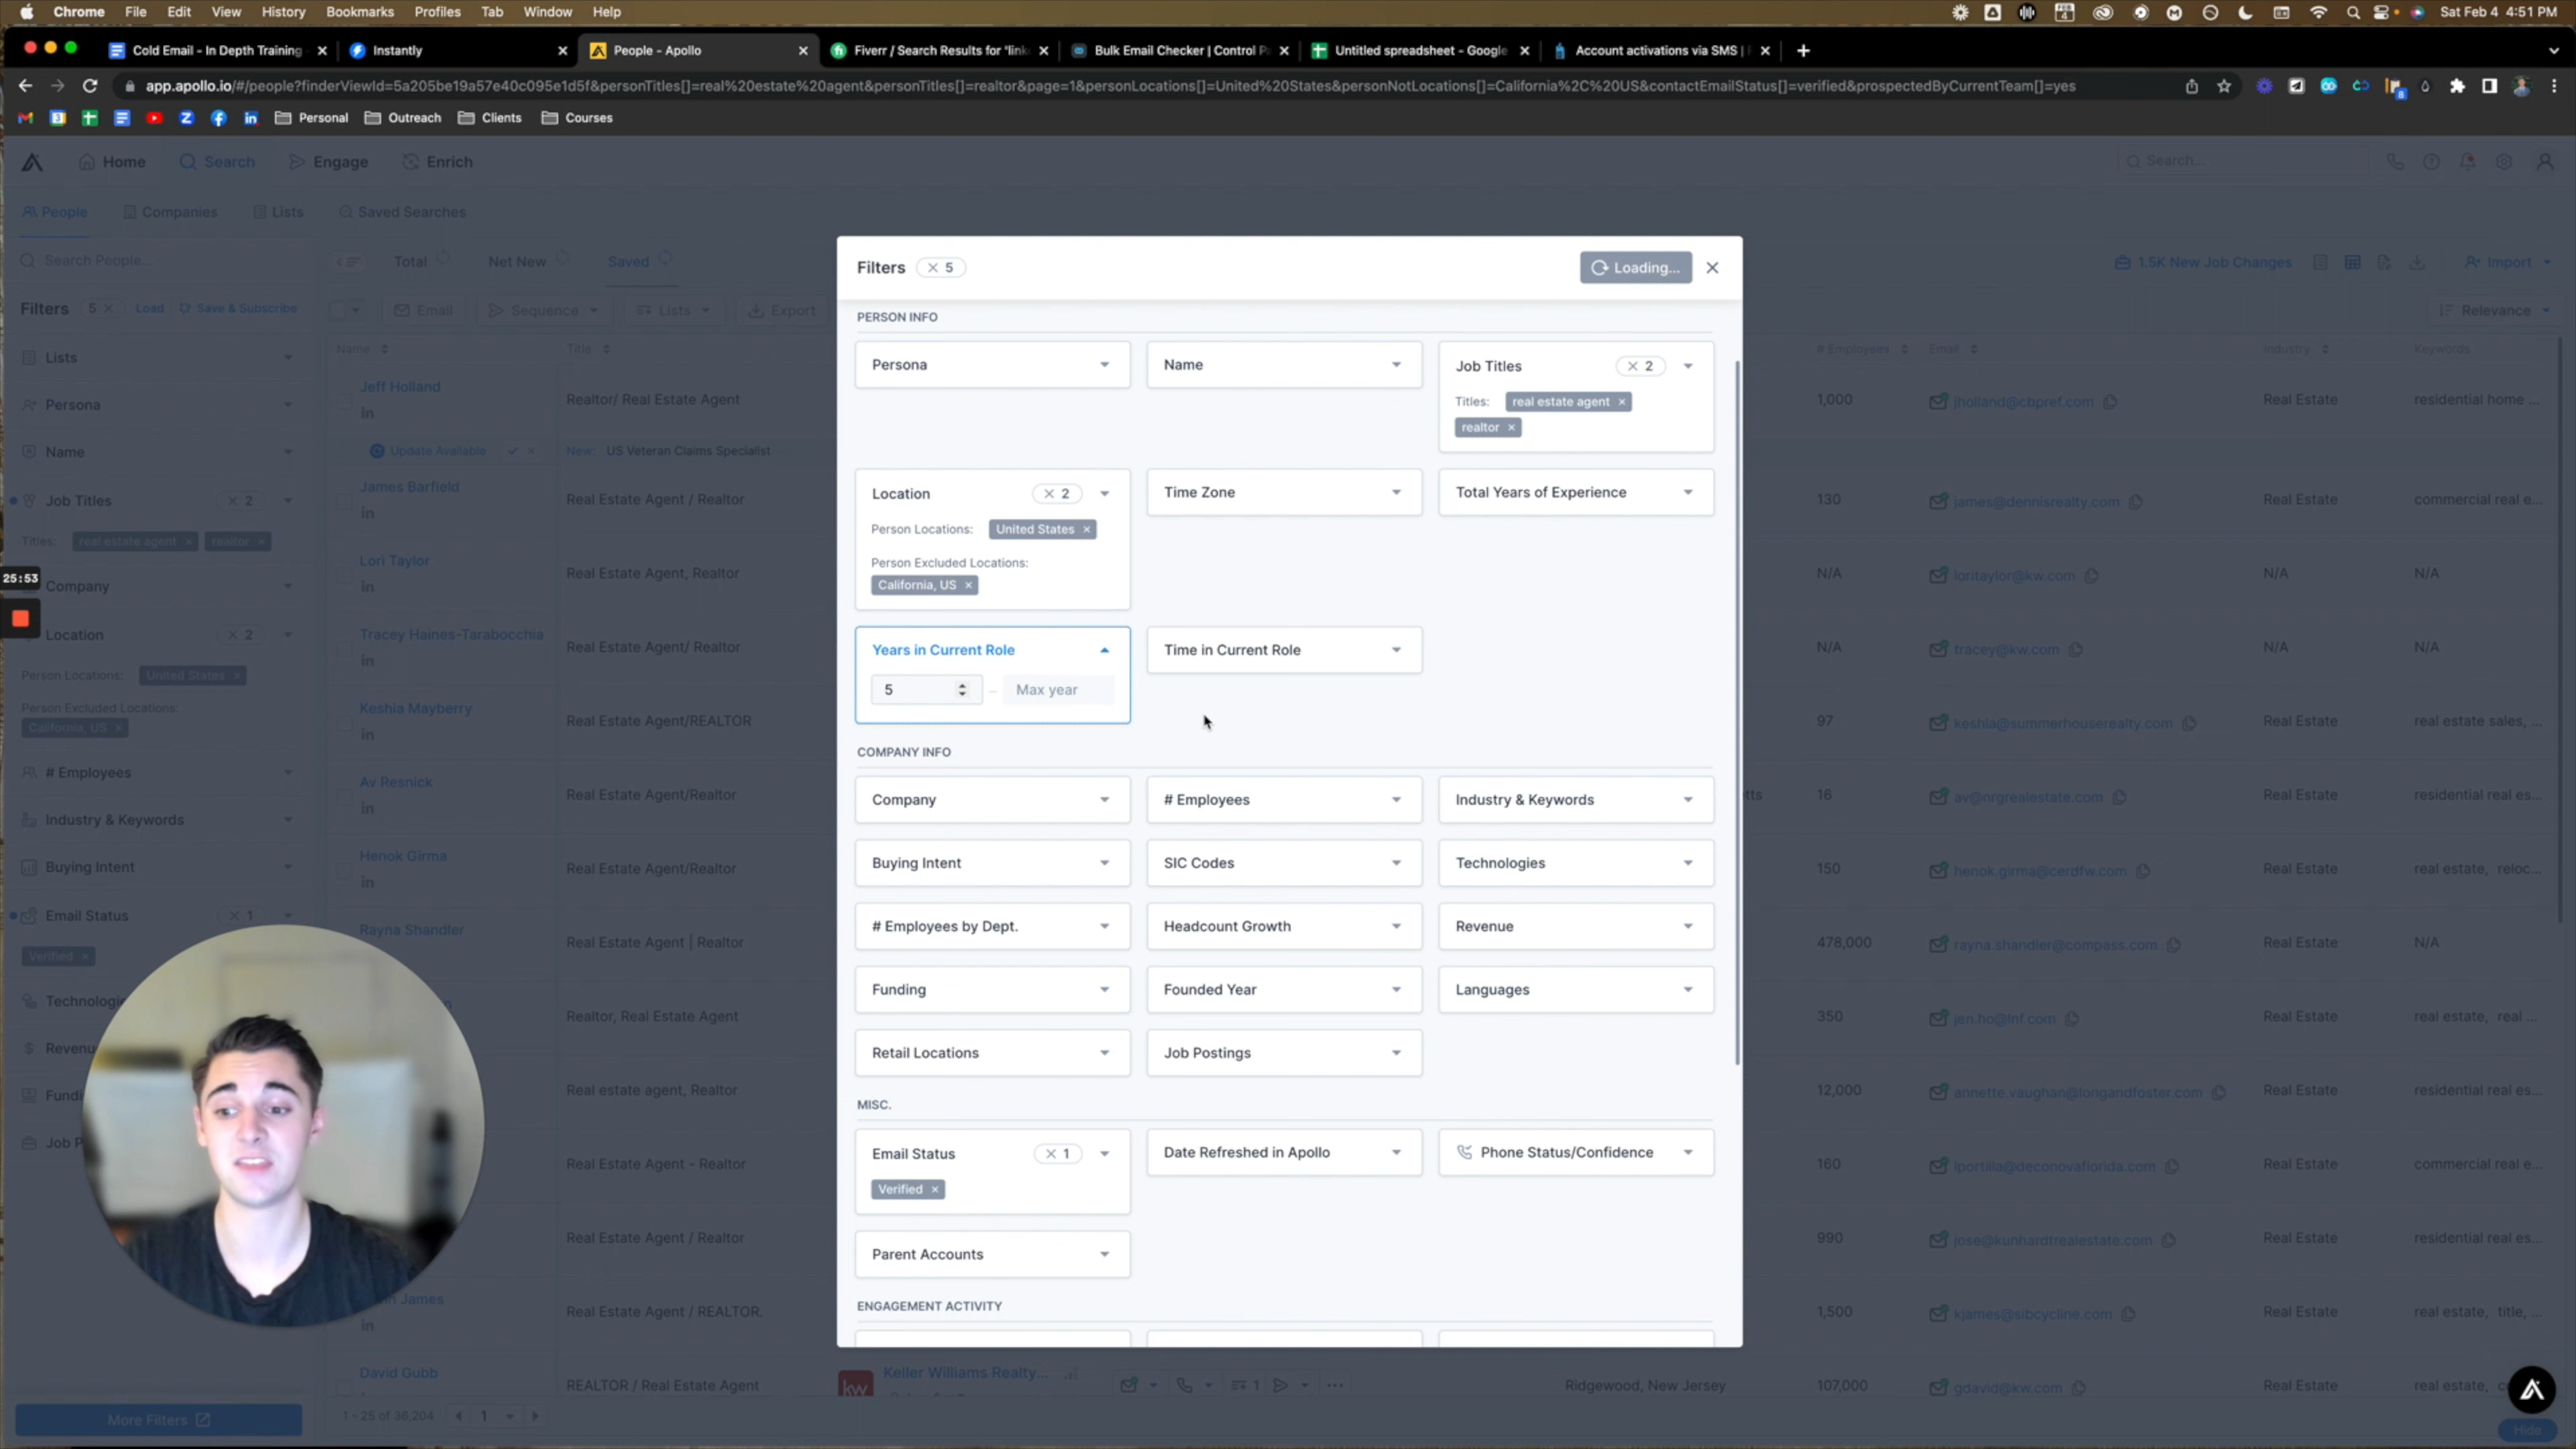 Chrome File Edit View History Bookmarks Profiles Tab Window Help
FEB 4
Sat Feb 4 4:51 PM
Cold Email - In Depth Training
Instantly
People - Apollo
Fiverr / Search Results for "link
Bulk Email Checker | Control Pa
Untitled spreadsheet - Google
Account activations via SMS |
app.apollo.io/#/people?finderViewId=5a205be19a57e40c095e1d5f&personTitles[]=real%20estate%20agent&personTitles[]=realtor&page=1&personLocations[]=United%20States&personNotLocations[]=California%2C%20US&contactEmailStatus[]=verified&prospectedByCurrentTeam[]=yes
Personal Outreach Clients Courses
Home Search Engage Enrich
Search...
People Companies Lists Saved Searches
Search People...
Total Net New Saved
1.5K New Job Changes
Import
Filters 5 × Load Save & Subscribe
Email Sequence Lists Export
Relevance
Name Title # Employees Email Industry Keywords
Lists
Persona
Name
Job Titles × 2
Titles: real estate agent × realtor ×
25:53
Company
Location × 2
Person Locations: United States ×
Person Excluded Locations:
California, US ×
# Employees
Industry & Keywords
Buying Intent
Email Status × 1
Verified ×
Technologie
Revenu
Fundi
Job P
More Filters
Jeff Holland
in
Realtor/ Real Estate Agent
1,000 jholland@cbpref.com Real Estate residential home ...
Update Available New: US Veteran Claims Specialist
James Barfield
in
Real Estate Agent / Realtor
130 james@dennisrealty.com Real Estate commercial real e...
Lori Taylor
in
Real Estate Agent, Realtor
N/A loritaylor@kw.com N/A N/A
Tracey Haines-Tarabocchia
in
Real Estate Agent/ Realtor
N/A tracey@kw.com N/A N/A
Keshia Mayberry
in
Real Estate Agent/REALTOR
97 keshia@summerhouserealty.com Real Estate real estate sales, ...
Av Resnick
in
Real Estate Agent/Realtor
tts 16 av@nrgrealestate.com Real Estate residential real es...
Henok Girma
in
Real Estate Agent/Realtor
150 henok.girma@cerdfw.com Real Estate real estate, reloc...
Rayna Shandler
Real Estate Agent | Realtor
478,000 rayna.shandler@compass.com Real Estate N/A
Realtor, Real Estate Agent
350 jen.ho@lnf.com Real Estate real estate, real ...
Real estate agent, Realtor
12,000 annette.vaughan@longandfoster.com Real Estate residential real es...
Real Estate Agent - Realtor
160 lportilla@deconovaflorida.com Real Estate commercial real e...
Real Estate Agent / Realtor
990 jose@kunhardtrealestate.com Real Estate residential real es...
James
in
Real Estate Agent / REALTOR.
1,500 kjames@sibcycline.com Real Estate real estate, title, ...
David Gubb
REALTOR / Real Estate Agent
kw Keller Williams Realty...
1
Ridgewood, New Jersey
107,000 gdavid@kw.com Real Estate real estate,
1 - 25 of 36,204 1
Hide
Filters × 5
Loading...
PERSON INFO
Persona Name Job Titles × 2
Titles: real estate agent ×
realtor ×
Location × 2 Time Zone Total Years of Experience
Person Locations: United States ×
Person Excluded Locations:
California, US ×
Years in Current Role Time in Current Role
5 – Max year
COMPANY INFO
Company # Employees Industry & Keywords
Buying Intent SIC Codes Technologies
# Employees by Dept. Headcount Growth Revenue
Funding Founded Year Languages
Retail Locations Job Postings
MISC.
Email Status × 1 Date Refreshed in Apollo Phone Status/Confidence
Verified ×
Parent Accounts
ENGAGEMENT ACTIVITY